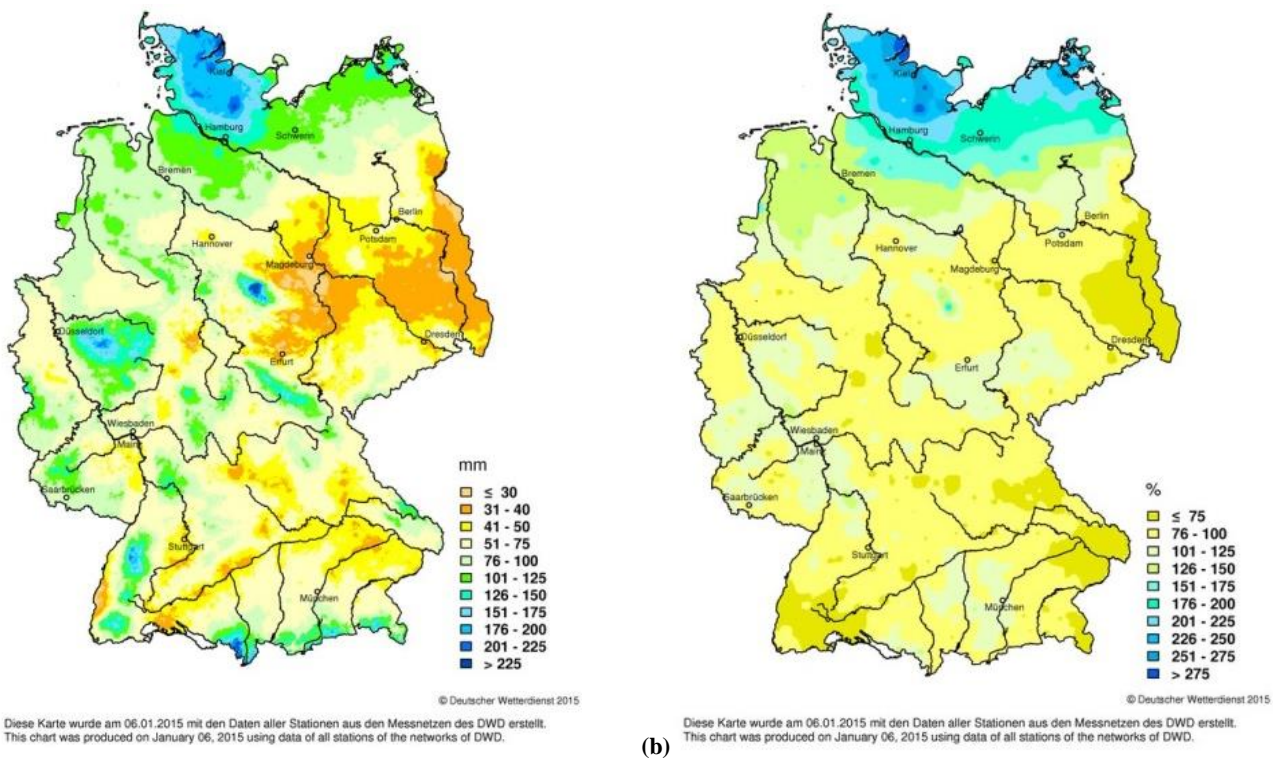 Kiel
Hamburg
Schwerin
Bremen
Berlin
Hannover
Potsdam
Magdeburg
Düsseldorf
Dresden
Erfurt
Wiesbaden
Mainz
Saarbrücken
Stuttgart
München
mm
≤ 30
31 - 40
41 - 50
51 - 75
76 - 100
101 - 125
126 - 150
151 - 175
176 - 200
201 - 225
> 225
© Deutscher Wetterdienst 2015
Diese Karte wurde am 06.01.2015 mit den Daten aller Stationen aus den Messnetzen des DWD erstellt.
This chart was produced on January 06, 2015 using data of all stations of the networks of DWD.
(b)
Kiel
Hamburg
Schwerin
Bremen
Berlin
Hannover
Potsdam
Magdeburg
Düsseldorf
Dresden
Erfurt
Wiesbaden
Mainz
Saarbrücken
Stuttgart
München
%
≤ 75
76 - 100
101 - 125
126 - 150
151 - 175
176 - 200
201 - 225
226 - 250
251 - 275
> 275
© Deutscher Wetterdienst 2015
Diese Karte wurde am 06.01.2015 mit den Daten aller Stationen aus den Messnetzen des DWD erstellt.
This chart was produced on January 06, 2015 using data of all stations of the networks of DWD.